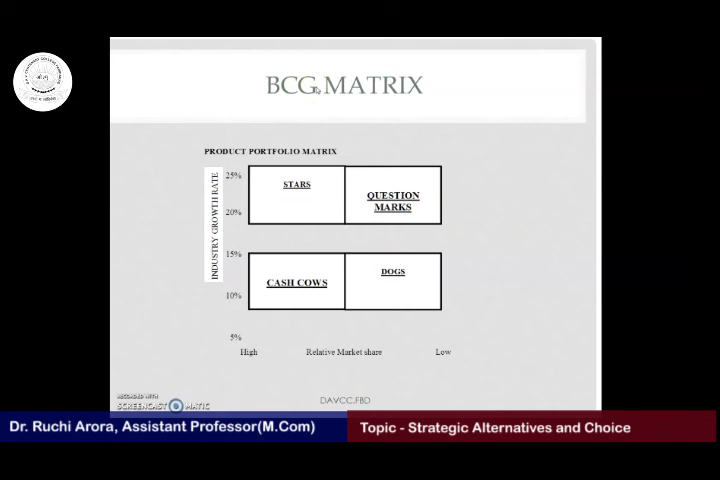 BCG MATRIX
PRODUCT PORTFOLIO MATRIX
INDUSTRY GROWTH RATE
25%
STARS
QUESTION
MARKS
20%
15%
DOGS
CASH COWS
10%
5%
High Relative Market share Low
RECORDED WITH
SCREENCAST MATIC
DAVCC.FBD
Dr. Ruchi Arora, Assistant Professor(M.Com)
Topic - Strategic Alternatives and Choice